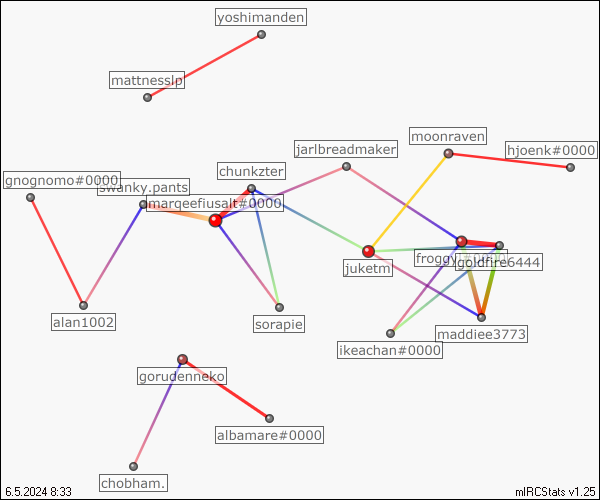 yoshimanden
mattnesslp
moonraven
jarlbreadmaker
hjoenk#0000
chunkzter
gnognomo#0000
swanky.pants
marqeefiusalt#0000
froggy
goldfire6444
juketm
alan1002
sorapie
maddiee3773
ikeachan#0000
gorudenneko
albamare#0000
chobham.
6.5.2024 8:33
mIRCStats v1.25